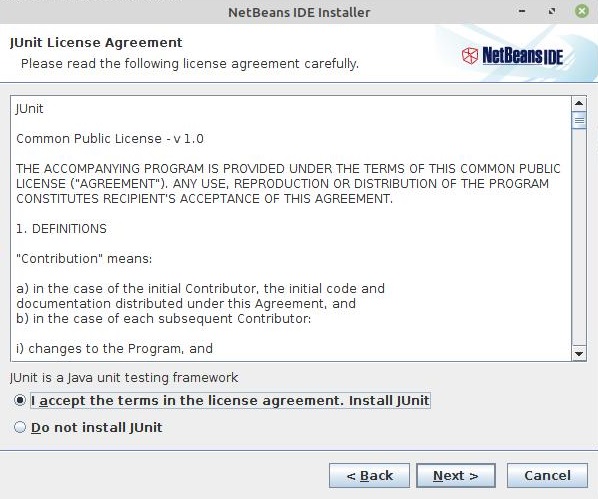 NetBeans IDE Installer
JUnit License Agreement
Please read the following license agreement carefully.
NetBeans IDE
JUnit
Common Public License - v 1.0
THE ACCOMPANYING PROGRAM IS PROVIDED UNDER THE TERMS OF THIS COMMON PUBLIC
LICENSE ("AGREEMENT"). ANY USE, REPRODUCTION OR DISTRIBUTION OF THE PROGRAM
CONSTITUTES RECIPIENT'S ACCEPTANCE OF THIS AGREEMENT.
1. DEFINITIONS
"Contribution" means:
a) in the case of the initial Contributor, the initial code and
documentation distributed under this Agreement, and
b) in the case of each subsequent Contributor:
i) changes to the Program, and
JUnit is a Java unit testing framework
I accept the terms in the license agreement. Install JUnit
Do not install JUnit
< Back
Next >
Cancel